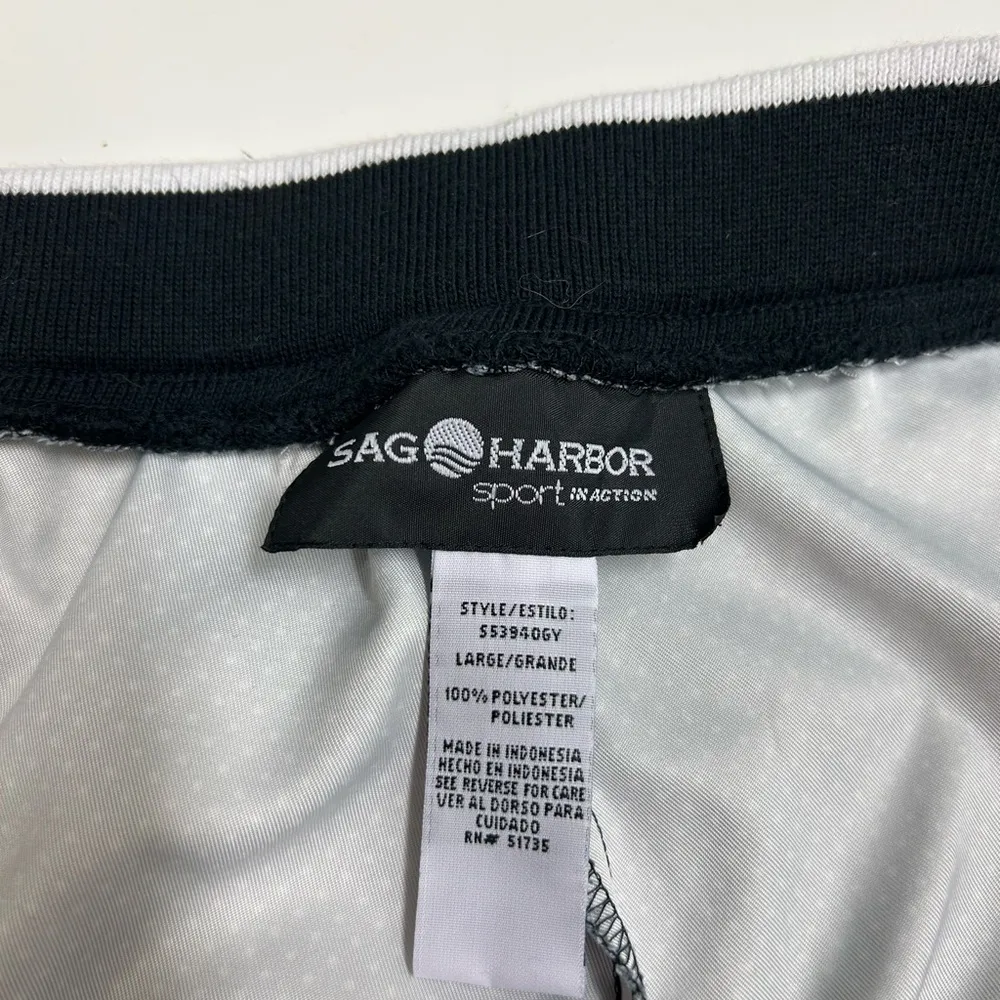 SAG HARBOR
sport IN ACTION
STYLE/ESTILO:
S53940GY
LARGE/GRANDE
100% POLYESTER/
POLIESTER
MADE IN INDONESIA
HECHO EN INDONESIA
SEE REVERSE FOR CARE
VER AL DORSO PARA
CUIDADO
RN# 51735